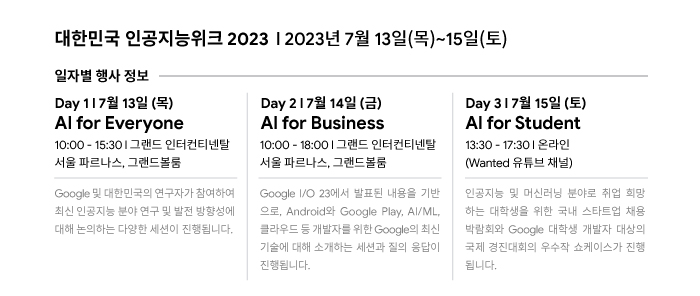 대한민국 인공지능위크 2023 | 2023년 7월 13일(목)~15일(토)
일자별 행사 정보
Day 1 | 7월 13일 (목)
AI for Everyone
10:00 - 15:30 | 그랜드 인터컨티넨탈
서울 파르나스, 그랜드볼룸
Google 및 대한민국의 연구자가 참여하여
최신 인공지능 분야 연구 및 발전 방향성에
대해 논의하는 다양한 세션이 진행됩니다.
Day 2 | 7월 14일 (금)
AI for Business
10:00 - 18:00 | 그랜드 인터컨티넨탈
서울 파르나스, 그랜드볼룸
Google I/O 23에서 발표된 내용을 기반
으로, Android와 Google Play, AI/ML,
클라우드 등 개발자를 위한 Google의 최신
기술에 대해 소개하는 세션과 질의 응답이
진행됩니다.
Day 3 | 7월 15일 (토)
AI for Student
13:30 - 17:30 | 온라인
(Wanted 유튜브 채널)
인공지능 및 머신러닝 분야로 취업 희망
하는 대학생을 위한 국내 스타트업 채용
박람회와 Google 대학생 개발자 대상의
국제 경진대회의 우수작 쇼케이스가 진행
됩니다.